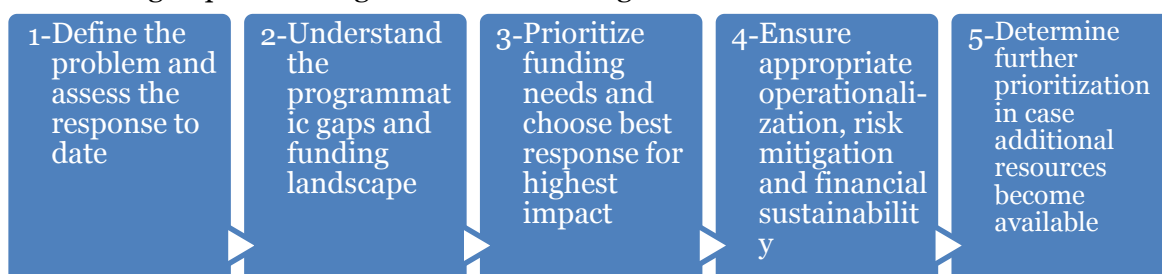 1-Define the
problem and
assess the
response to
date
2-Understand
the
programmat
ic gaps and
funding
landscape
3-Prioritize
funding
needs and
choose best
response for
highest
impact
4-Ensure
appropriate
operationali-
zation, risk
mitigation
and financial
sustainabilit
y
5-Determine
further
prioritization
in case
additional
resources
become
available